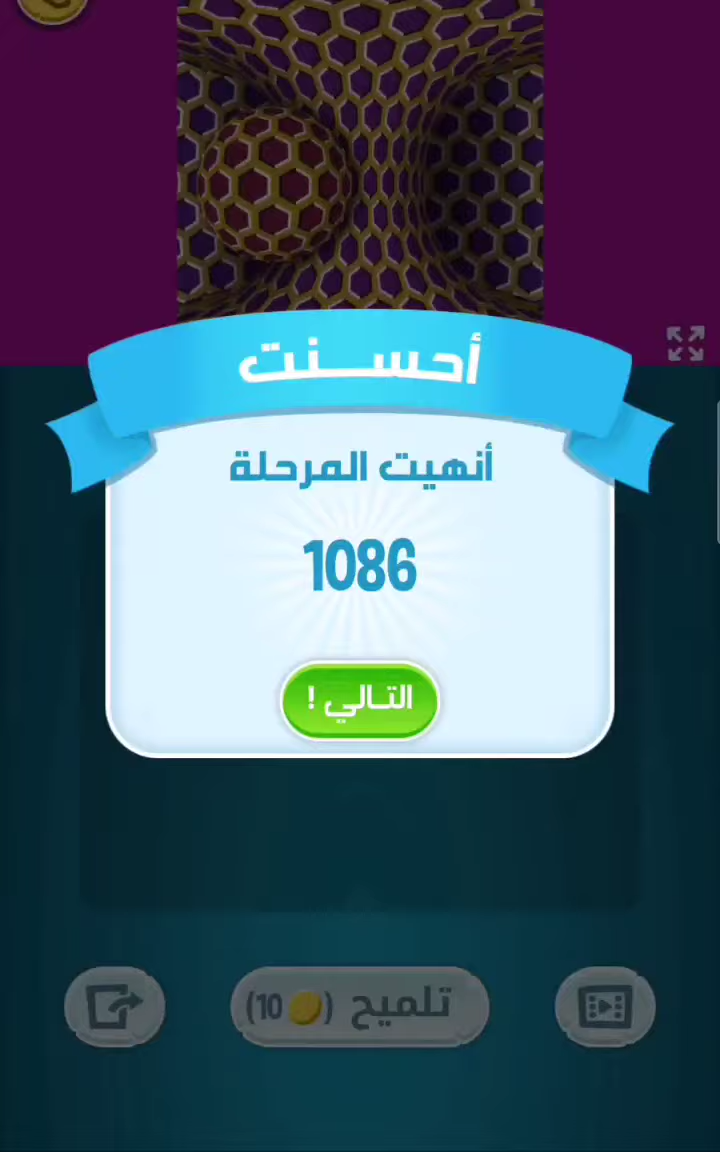 أحسنت
أنهيت المرحلة
1086
التالي !
تلميح (10)